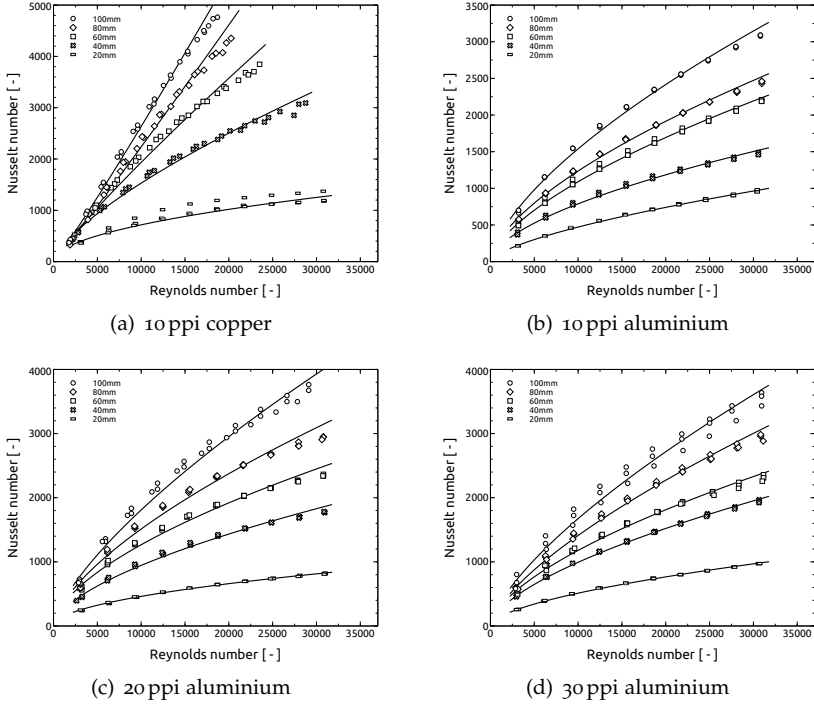 5000
4000
3000
2000
1000
0
Nusselt number [ - ]
100mm
80mm
60mm
40mm
20mm
0 5000 10000 15000 20000 25000 30000 35000
Reynolds number [ - ]
(a) 10 ppi copper
3500
3000
2500
2000
1500
1000
500
0
Nusselt number [ - ]
100mm
80mm
60mm
40mm
20mm
0 5000 10000 15000 20000 25000 30000 35000
Reynolds number [ - ]
(b) 10 ppi aluminium
4000
3000
2000
1000
0
Nusselt number [ - ]
100mm
80mm
60mm
40mm
20mm
0 5000 10000 15000 20000 25000 30000 35000
Reynolds number [ - ]
(c) 20 ppi aluminium
4000
3000
2000
1000
0
Nusselt number [ - ]
100mm
80mm
60mm
40mm
20mm
0 5000 10000 15000 20000 25000 30000 35000
Reynolds number [ - ]
(d) 30 ppi aluminium